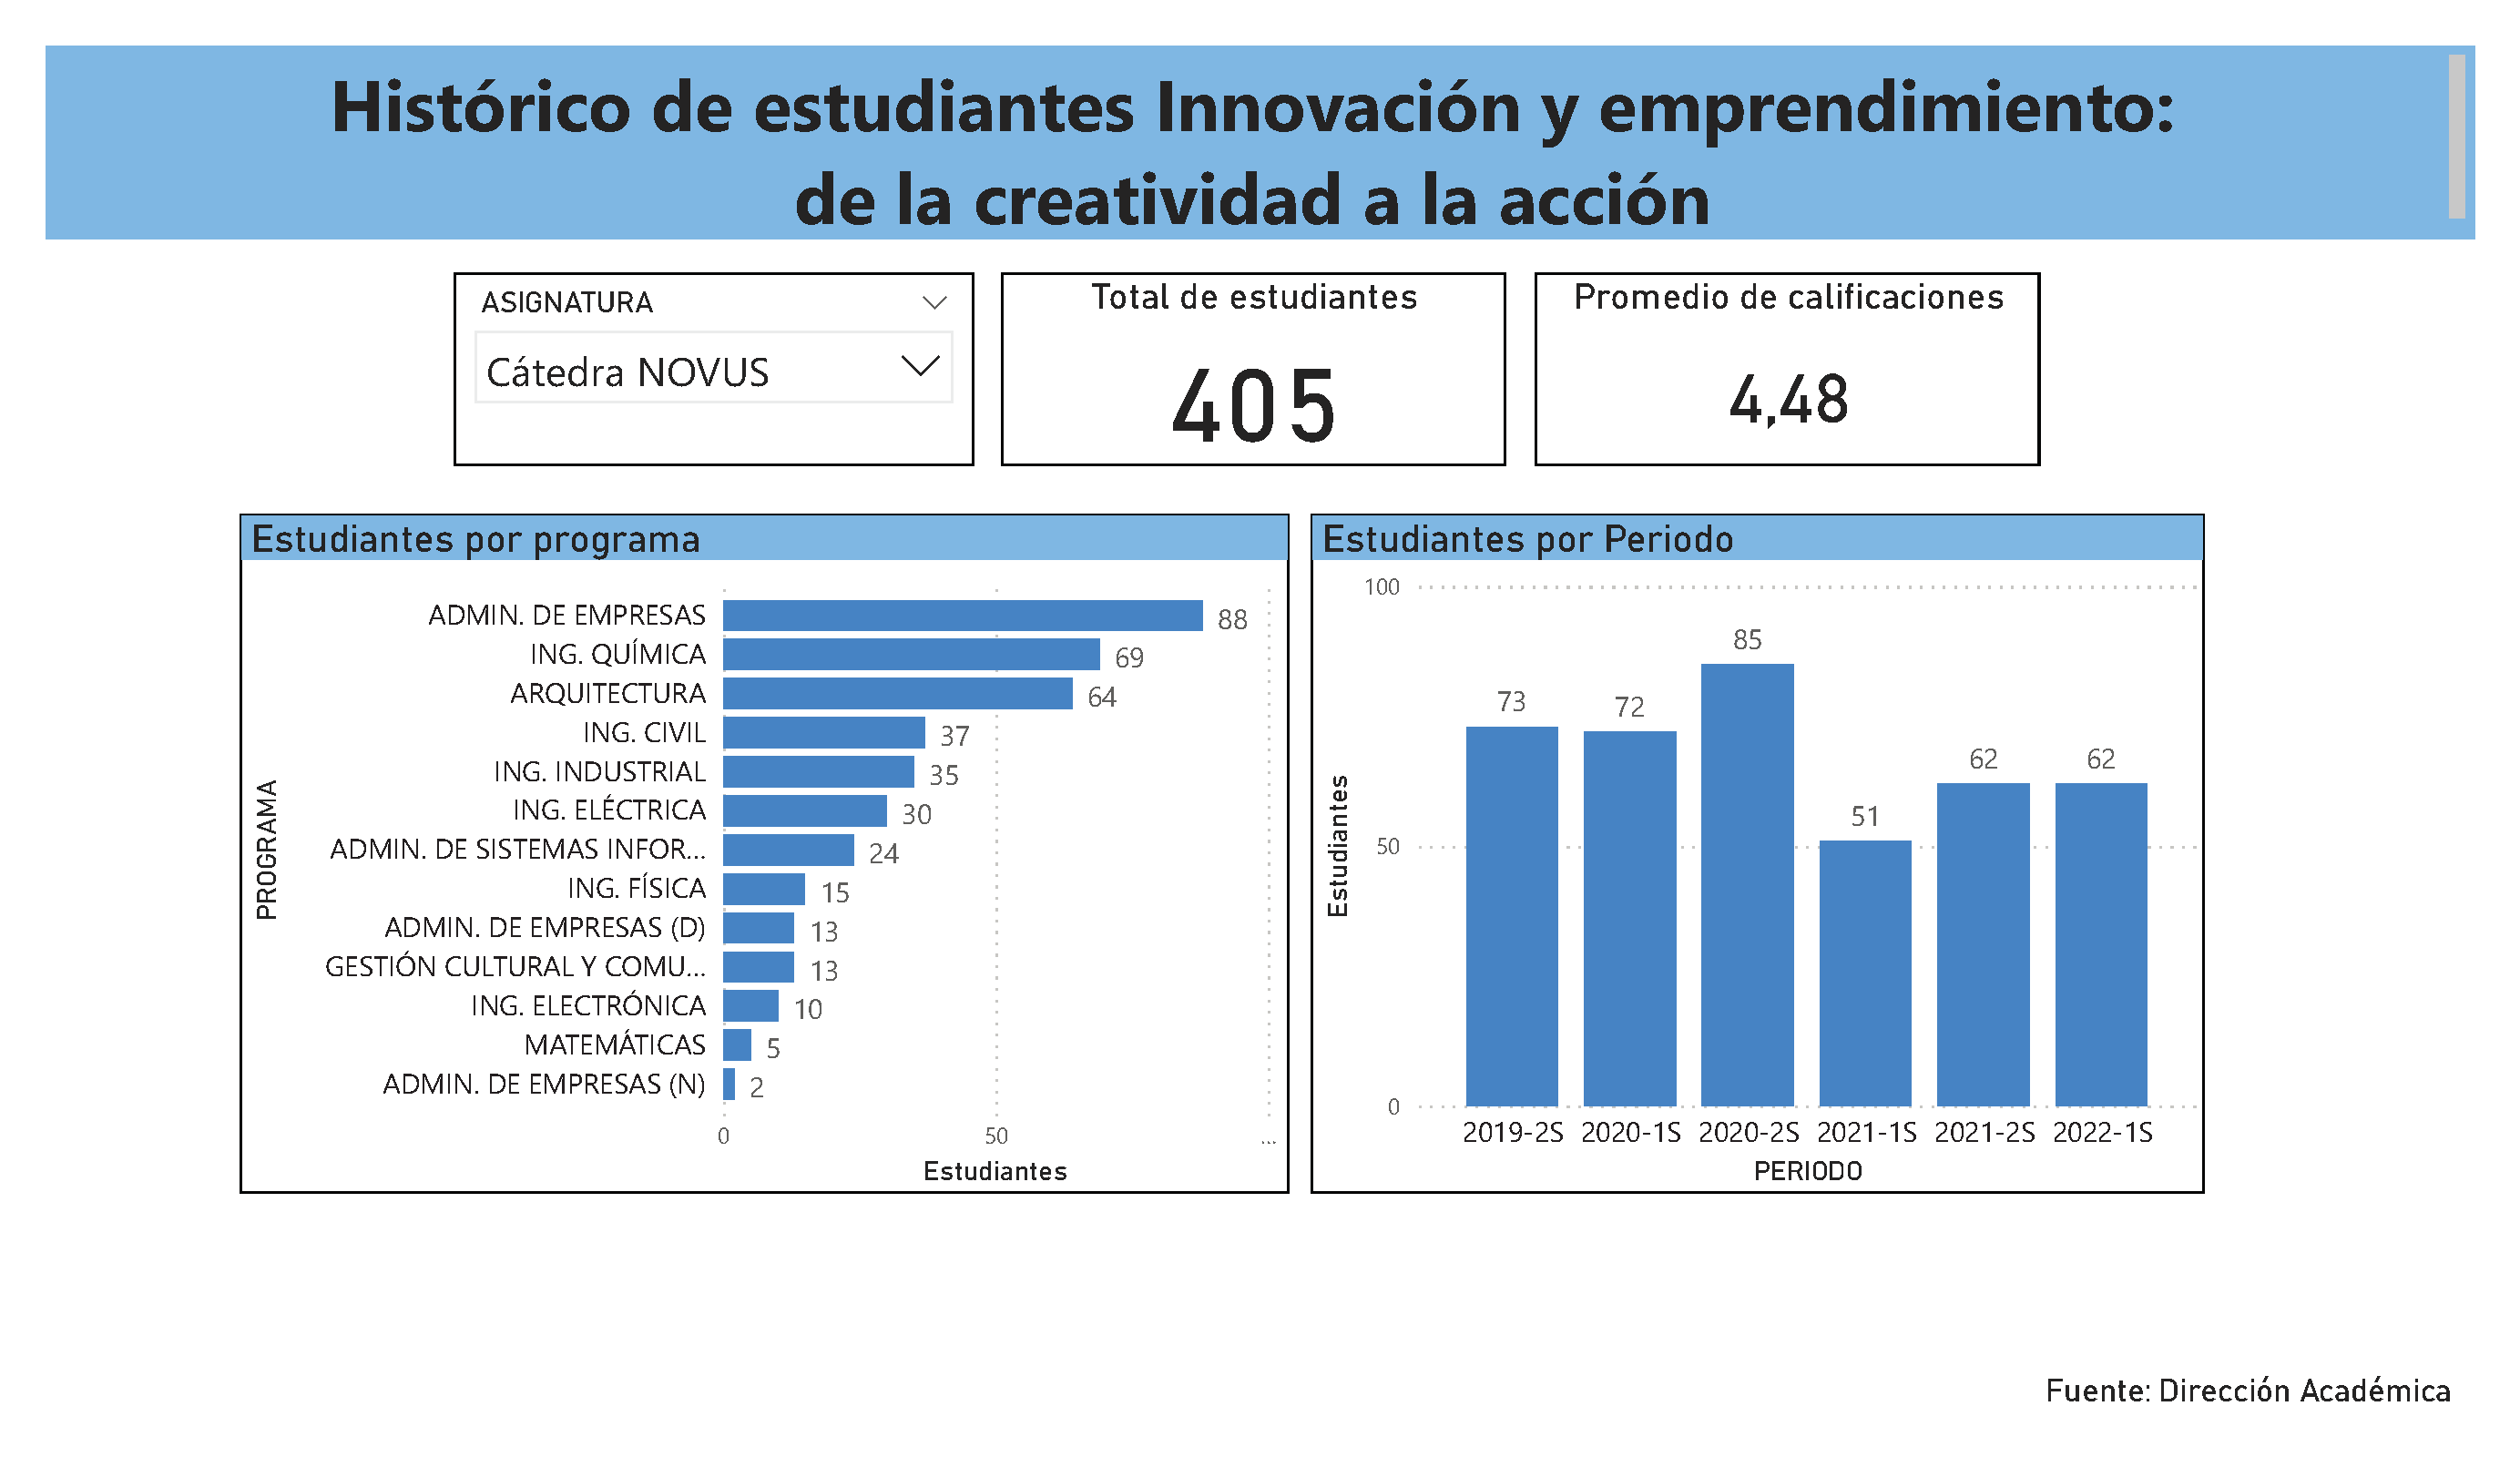 Histórico de estudiantes Innovación y emprendimiento:
de la creatividad a la acción
ASIGNATURA
Cátedra NOVUS
Total de estudiantes
405
Promedio de calificaciones
4,48
Estudiantes por programa
PROGRAMA
ADMIN. DE EMPRESAS 88
ING. QUÍMICA 69
ARQUITECTURA 64
ING. CIVIL 37
ING. INDUSTRIAL 35
ING. ELÉCTRICA 30
ADMIN. DE SISTEMAS INFOR... 24
ING. FÍSICA 15
ADMIN. DE EMPRESAS (D) 13
GESTIÓN CULTURAL Y COMU... 13
ING. ELECTRÓNICA 10
MATEMÁTICAS 5
ADMIN. DE EMPRESAS (N) 2
0 50 ...
Estudiantes
Estudiantes por Periodo
Estudiantes
100
50
0
73 72 85 51 62 62
2019-2S 2020-1S 2020-2S 2021-1S 2021-2S 2022-1S
PERIODO
Fuente: Dirección Académica